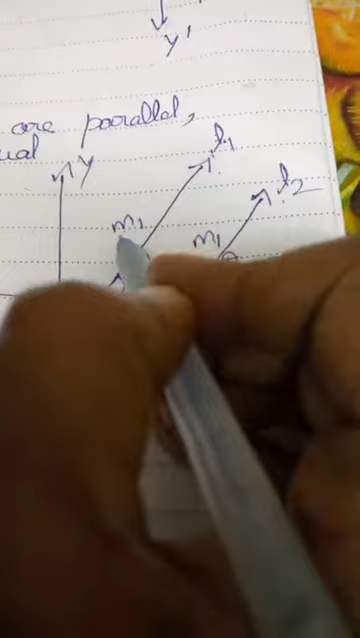 y'
are parallel,
ual
y l1
l2
m1
m1